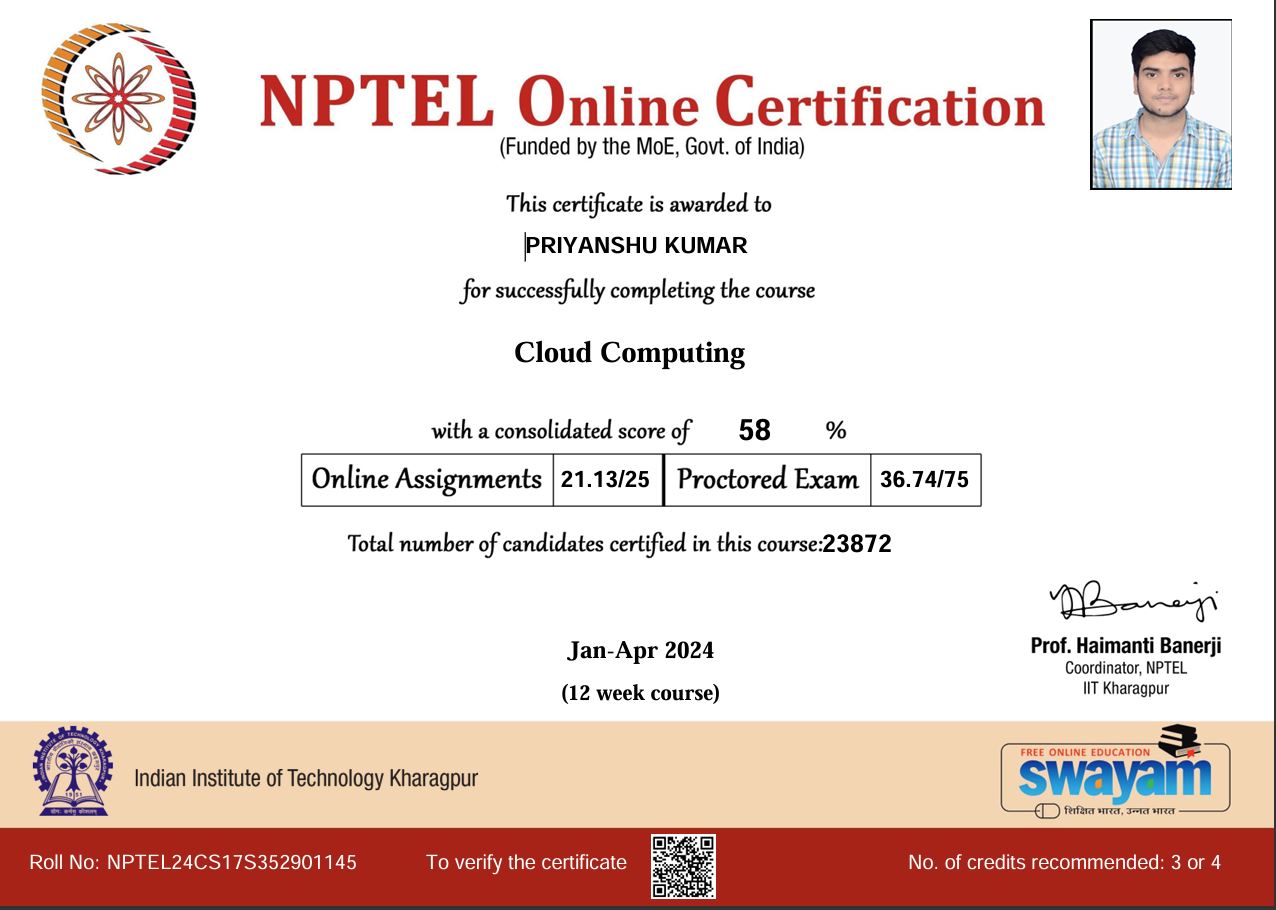 NPTEL Online Certification
(Funded by the MoE, Govt. of India)
This certificate is awarded to
PRIYANSHU KUMAR
for successfully completing the course
Cloud Computing
with a consolidated score of 58 %
Online Assignments 21.13/25 Proctored Exam 36.74/75
Total number of candidates certified in this course:23872
Jan-Apr 2024
(12 week course)
Prof. Haimanti Banerji
Coordinator, NPTEL
IIT Kharagpur
Indian Institute of Technology Kharagpur
1951
FREE ONLINE EDUCATION
swayam
शिक्षित भारत, उन्नत भारत
Roll No: NPTEL24CS17S352901145 To verify the certificate No. of credits recommended: 3 or 4